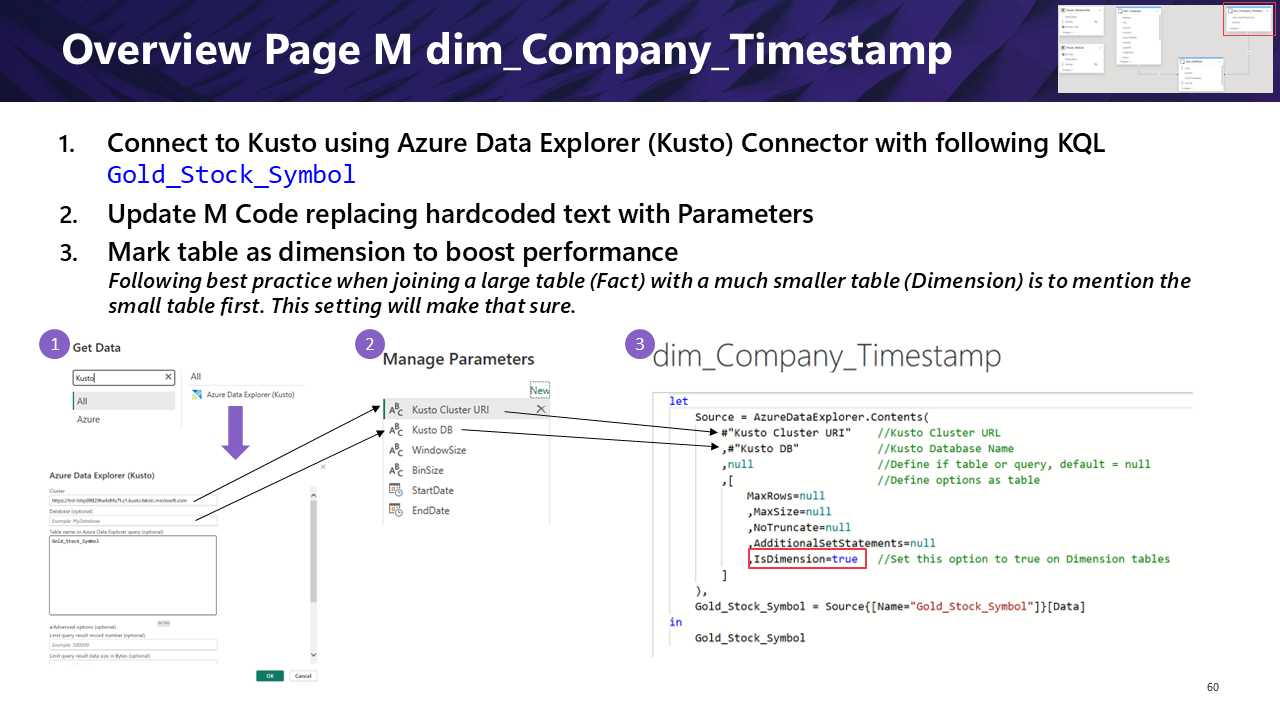 Overview Page M dim_Company_Timestamp
1. Connect to Kusto using Azure Data Explorer (Kusto) Connector with following KQL
Gold_Stock_Symbol
2. Update M Code replacing hardcoded text with Parameters
3. Mark table as dimension to boost performance
Following best practice when joining a large table (Fact) with a much smaller table (Dimension) is to mention the
small table first. This setting will make that sure.
1
Get Data
Kusto
All
Azure
All
Azure Data Explorer (Kusto)
Azure Data Explorer (Kusto)
Cluster
Database (optional)
Example: MyDatabase
Table name or Azure Data Explorer query (optional)
Gold_Stock_Symbol
Advanced options (optional)
Limit query result record number (optional)
Example: 500000
Limit query result data size in Bytes (optional)
OK
Cancel
2
Manage Parameters
New
Kusto Cluster URI
Kusto DB
WindowSize
BinSize
StartDate
EndDate
3
dim_Company_Timestamp
let
Source = AzureDataExplorer.Contents(
#"Kusto Cluster URI" //Kusto Cluster URL
,#"Kusto DB" //Kusto Database Name
,null //Define if table or query, default = null
,[ //Define options as table
MaxRows=null
,MaxSize=null
,NoTruncate=null
,AdditionalSetStatements=null
,IsDimension=true //Set this option to true on Dimension tables
]
),
Gold_Stock_Symbol = Source{[Name="Gold_Stock_Symbol"]}[Data]
in
Gold_Stock_Symbol
60